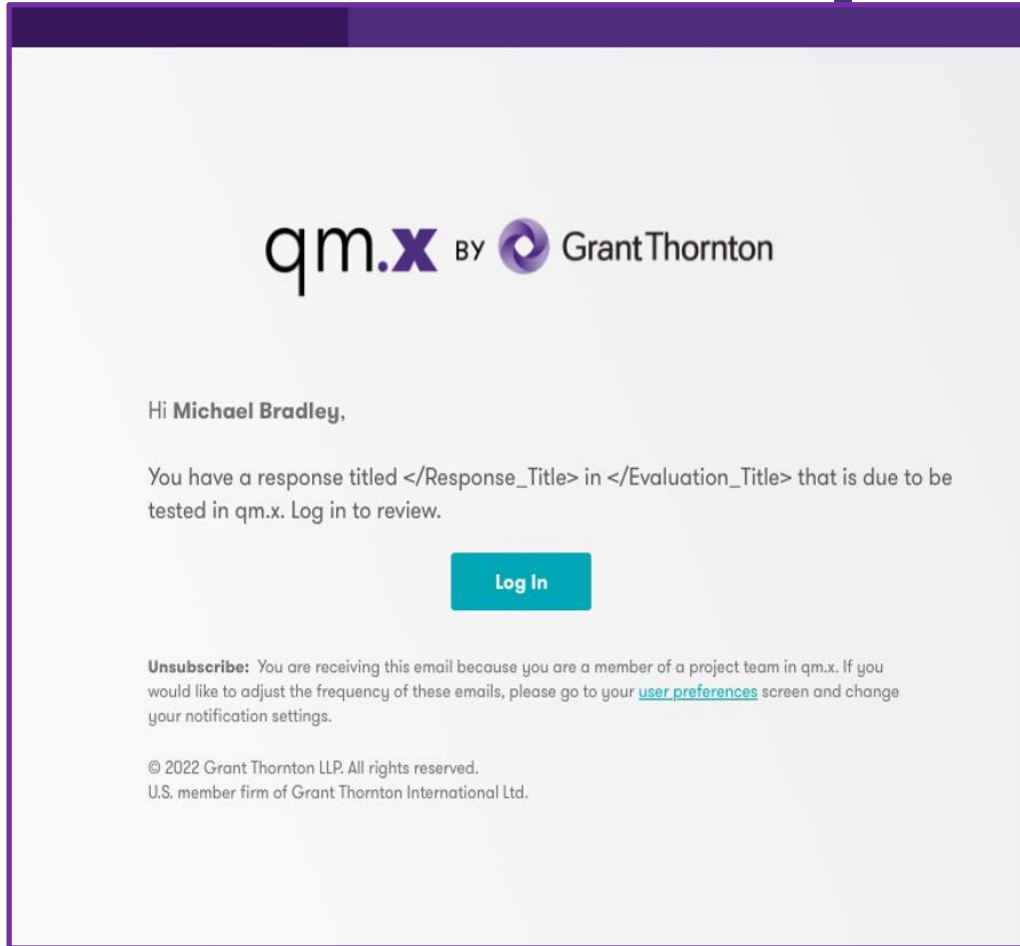 qm.x BY Grant Thornton
Hi Michael Bradley,
You have a response titled </Response_Title> in </Evaluation_Title> that is due to be
tested in qm.x. Log in to review.
Log In
Unsubscribe: You are receiving this email because you are a member of a project team in qm.x. If you
would like to adjust the frequency of these emails, please go to your user preferences screen and change
your notification settings.
© 2022 Grant Thornton LLP. All rights reserved.
U.S. member firm of Grant Thornton International Ltd.